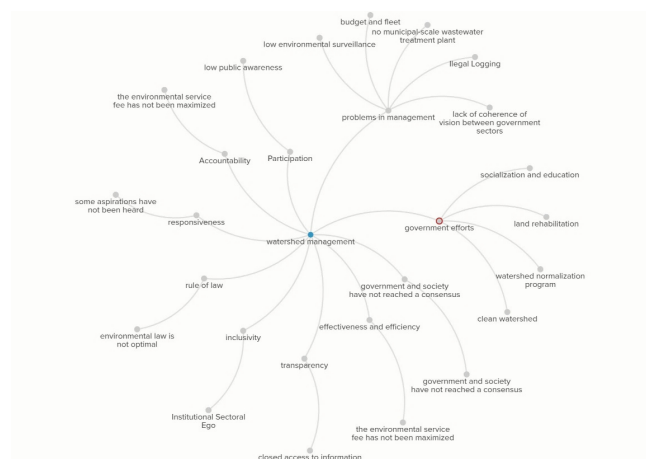 budget and fleet
no municipal-scale wastewater
treatment plant
low environmental surveillance
Ilegal Logging
low public awareness
the environmental service
fee has not been maximized
problems in management
lack of coherence of
vision between government
sectors
Accountability
Participation
socialization and education
some aspirations have
not been heard
responsiveness
land rehabilitation
government efforts
watershed management
watershed normalization
program
rule of law
government and society
have not reached a consensus
clean watershed
effectiveness and efficiency
environmental law is
not optimal
inclusivity
transparency
government and society
have not reached a consensus
Institutional Sectoral
Ego
the environmental service
fee has not been maximized
closed access to information